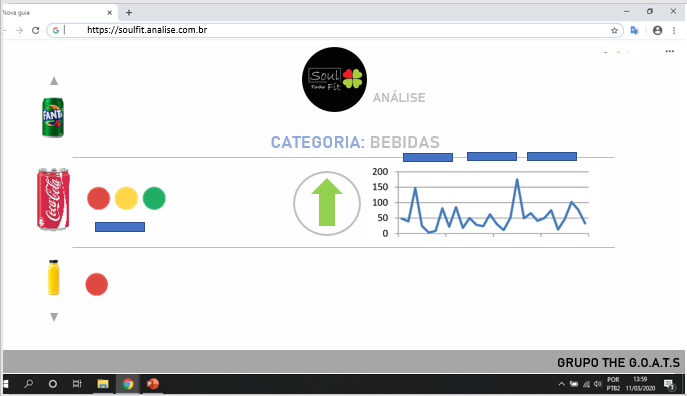 Nova guia
https://soulfit.analise.com.br
Soul
Todo Fit
ANÁLISE
FANTA
CATEGORIA: BEBIDAS
Coca-Cola
200
150
100
50
0
GRUPO THE G.O.A.T.S
POR
PTB2
13:59
11/03/2020